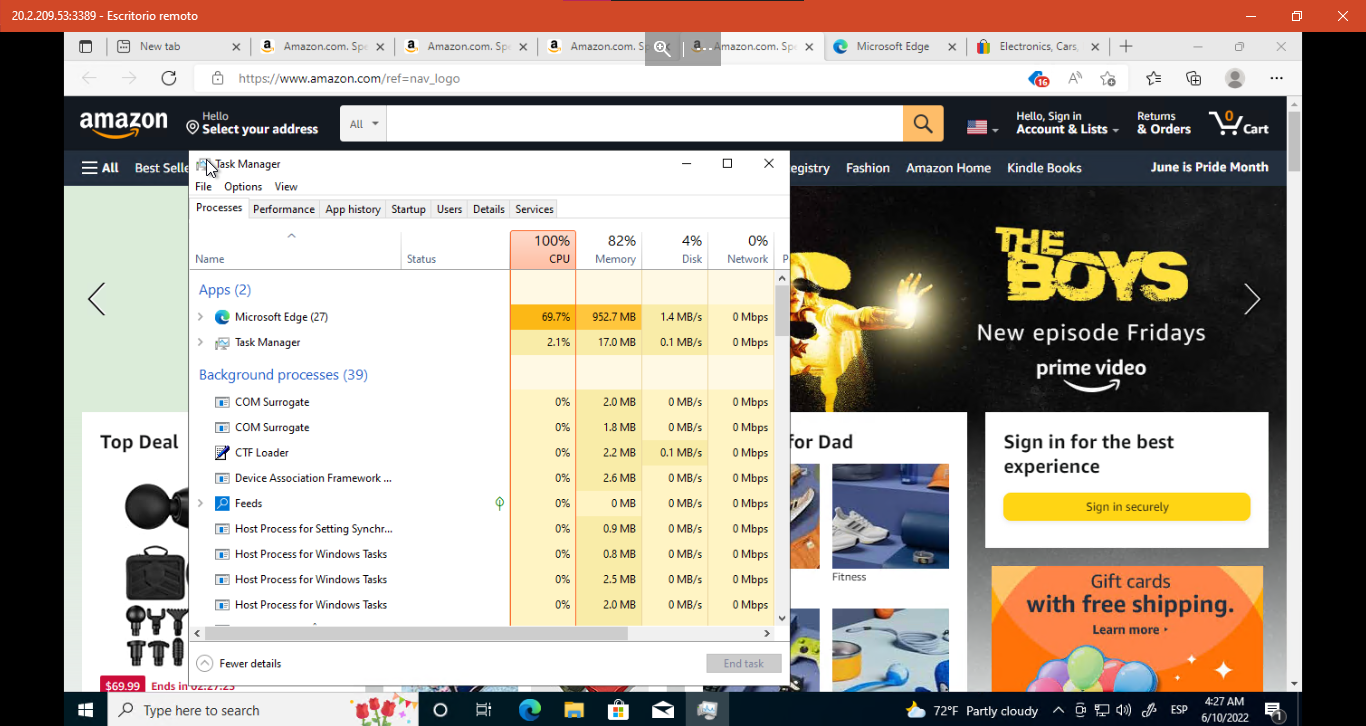 20.2.209.53:3389 - Escritorio remoto
New tab
Amazon.com. Spe
Amazon.com. Spe
Amazon.com. Sp
Amazon.com. Spe
Microsoft Edge
Electronics, Cars,
https://www.amazon.com/ref=nav_logo
16
amazon
Hello
Select your address
All
Hello, Sign in
Account & Lists
Returns
& Orders
0
Cart
All
Best Selle
egistry
Fashion
Amazon Home
Kindle Books
June is Pride Month
Task Manager
File
Options
View
Processes
Performance
App history
Startup
Users
Details
Services
100%
82%
4%
0%
Name
Status
CPU
Memory
Disk
Network
P
Apps (2)
Microsoft Edge (27)
69.7%
952.7 MB
1.4 MB/s
0 Mbps
Task Manager
2.1%
17.0 MB
0.1 MB/s
0 Mbps
Background processes (39)
COM Surrogate
0%
2.0 MB
0 MB/s
0 Mbps
COM Surrogate
0%
1.8 MB
0 MB/s
0 Mbps
CTF Loader
0%
2.2 MB
0.1 MB/s
0 Mbps
Device Association Framework ...
0%
2.6 MB
0 MB/s
0 Mbps
Feeds
0%
0 MB
0 MB/s
0 Mbps
Host Process for Setting Synchr...
0%
0.9 MB
0 MB/s
0 Mbps
Host Process for Windows Tasks
0%
0.8 MB
0 MB/s
0 Mbps
Host Process for Windows Tasks
0%
2.5 MB
0 MB/s
0 Mbps
Host Process for Windows Tasks
0%
2.0 MB
0 MB/s
0 Mbps
Fewer details
End task
THE
BOYS
New episode Fridays
prime video
Top Deal
for Dad
Fitness
Sign in for the best
experience
Sign in securely
Gift cards
with free shipping.
Learn more
$69.99
Ends in 02:27:23
Type here to search
72°F
Partly cloudy
ESP
4:27 AM
6/10/2022
1